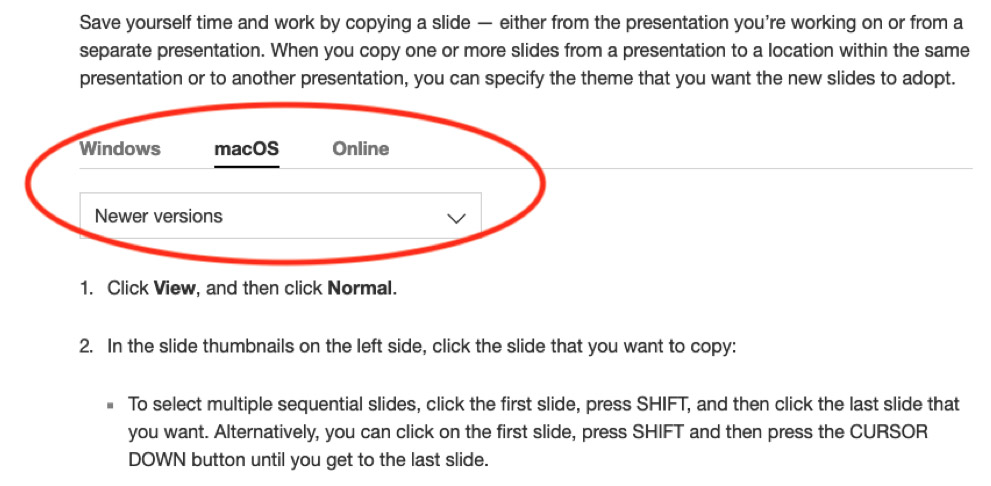 Save yourself time and work by copying a slide — either from the presentation you're working on or from a
separate presentation. When you copy one or more slides from a presentation to a location within the same
presentation or to another presentation, you can specify the theme that you want the new slides to adopt.
Windows macOS Online
Newer versions
1. Click View, and then click Normal.
2. In the slide thumbnails on the left side, click the slide that you want to copy:
▪ To select multiple sequential slides, click the first slide, press SHIFT, and then click the last slide that
you want. Alternatively, you can click on the first slide, press SHIFT and then press the CURSOR
DOWN button until you get to the last slide.